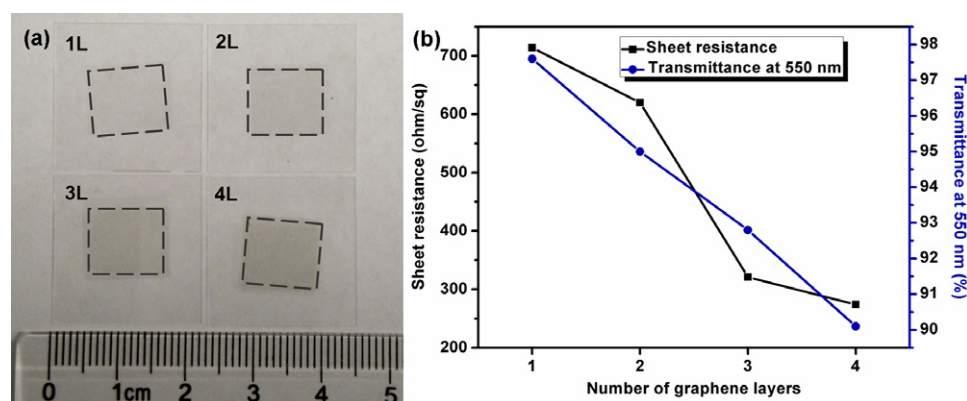 (a)
1L
2L
3L
4L
0 1cm 2 3 4 5
(b)
Sheet resistance
Transmittance at 550 nm
Sheet resistance (ohm/sq)
700
600
500
400
300
200
98
97
96
95
94
93
92
91
90
Transmittance at 550 nm (%)
1 2 3 4
Number of graphene layers